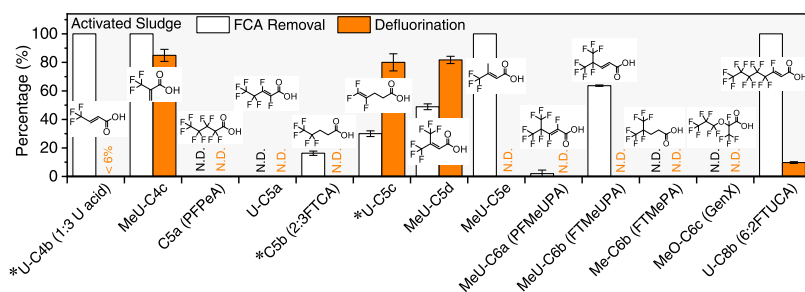 Activated Sludge
FCA Removal
Defluorination
Percentage (%)
100
80
60
40
20
0
< 6%
N.D.
N.D.
N.D.
N.D.
N.D.
N.D.
N.D.
N.D.
N.D.
N.D.
N.D.
N.D.
*U-C4b (1:3 U acid)
MeU-C4c
C5a (PFPeA)
U-C5a
*C5b (2:3FTCA)
*U-C5c
MeU-C5d
MeU-C5e
MeU-C6a (PFMeUPA)
MeU-C6b (FTMeUPA)
Me-C6b (FTMePA)
MeO-C6c (GenX)
U-C8b (6:2FTUCA)